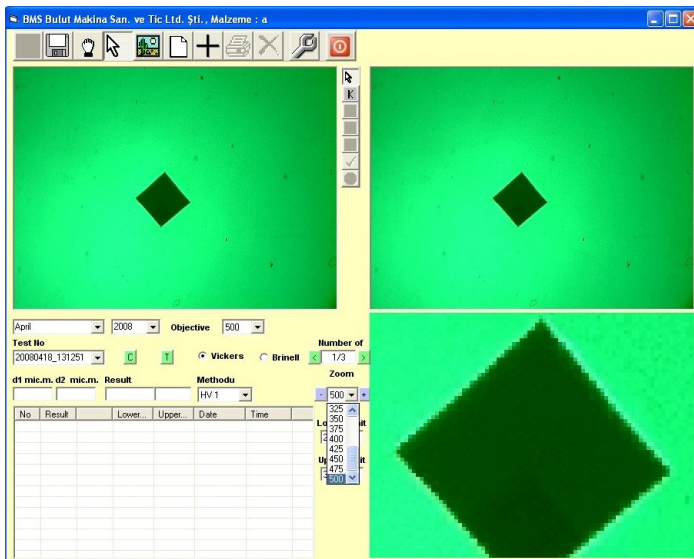 BMS Bulut Makina San. ve Tic Ltd. Şti. , Malzeme : a
K
April 2008 Objective 500
Test No Number of
20080418_131251 C T Vickers Brinell < 1/3 >
Zoom
d1 mic.m. d2 mic.m. Result Methodu
HV 1 - 500 +
No Result Lower... Upper... Date Time
325
350
375
400
425
450
475
500